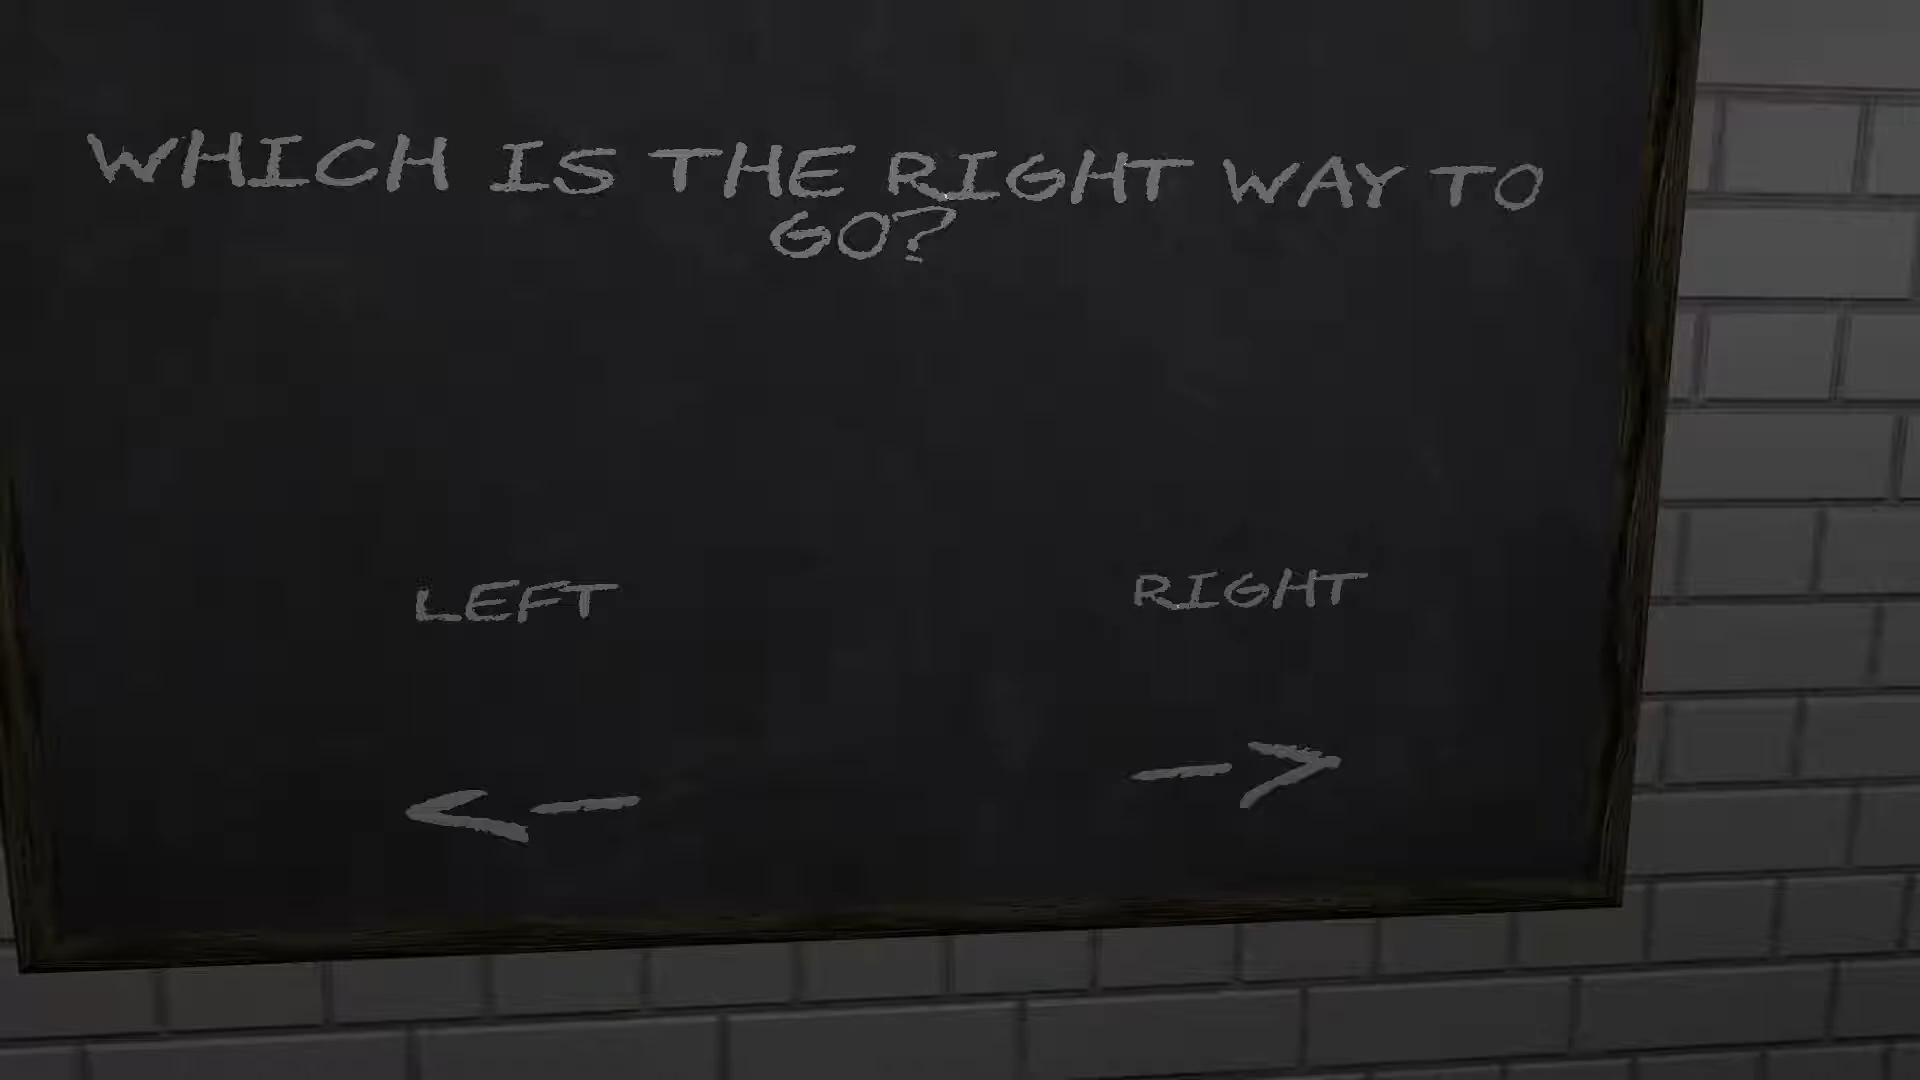 WHICH IS THE RIGHT WAY TO
GO?
LEFT
RIGHT
<-
->